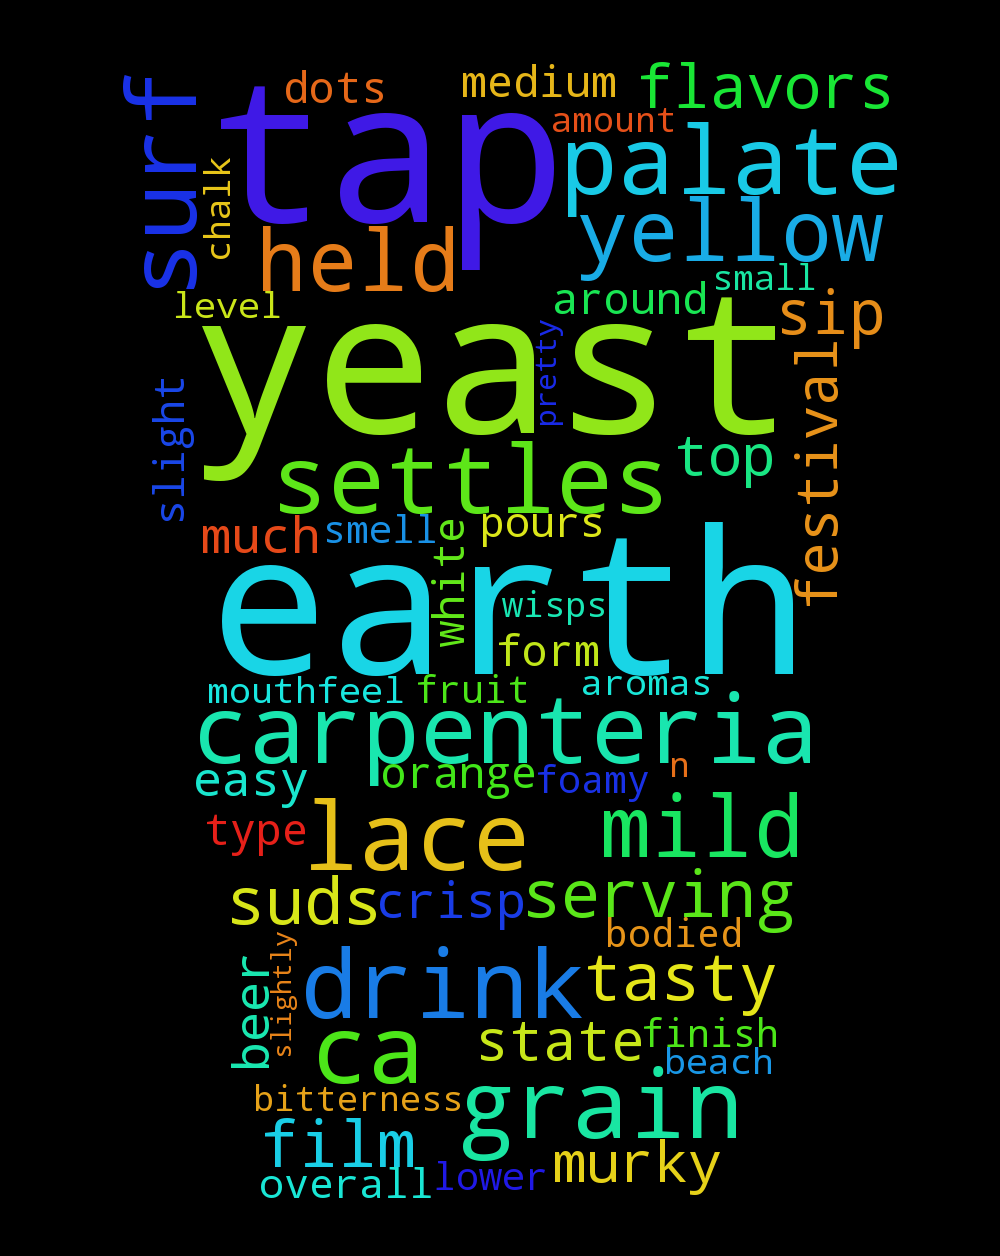 dots
medium
flavors
surf
tap
amount
chalk
palate
yellow
held
small
level
around
sip
yeast
pretty
festival
slight
settles
top
much
smell
pours
white
earth
wisps
form
mouthfeel
fruit
aromas
carpenteria
easy
orange
foamy
n
type
lace
mild
suds
crisp
serving
bodied
beer
slightly
drink
tasty
ca
state
finish
beach
bitterness
grain
film
overall
lower
murky